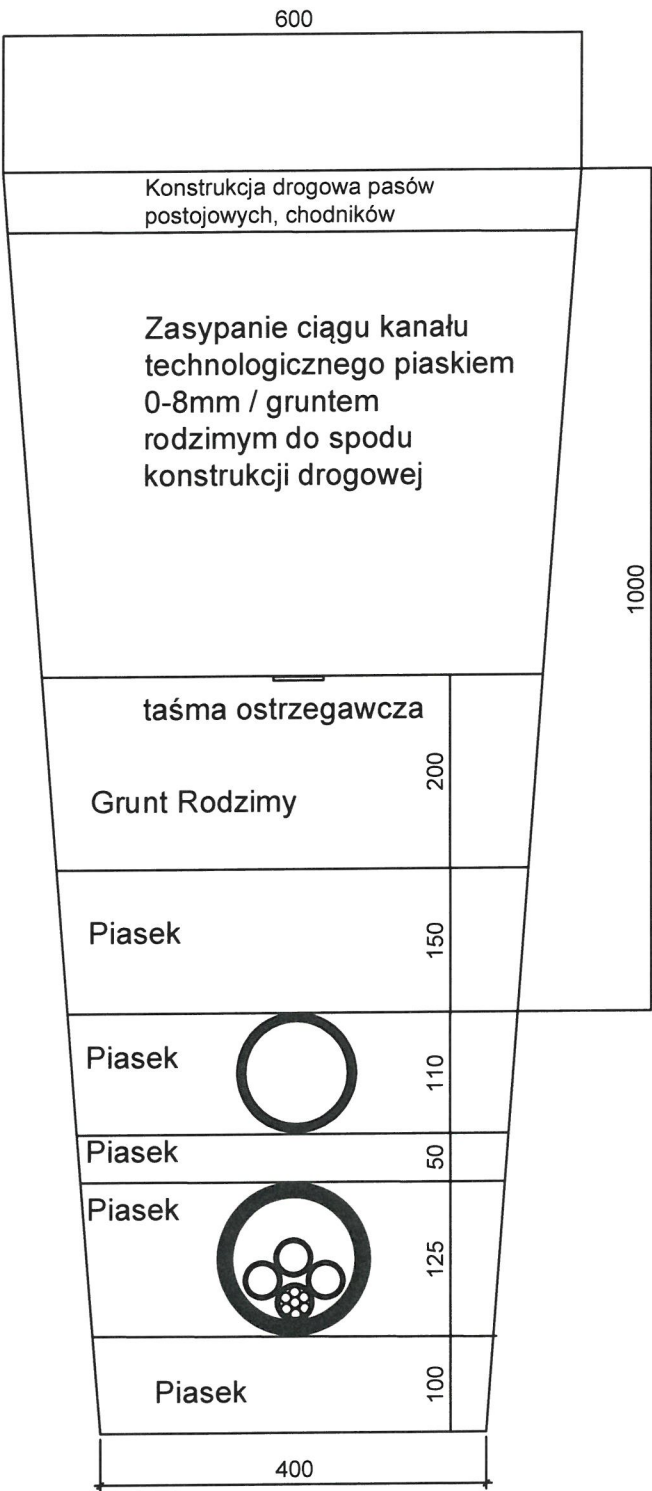 600
Konstrukcja drogowa pasów
postojowych, chodników
Zasypanie ciągu kanału
technologicznego piaskiem
0-8mm / gruntem
rodzimym do spodu
konstrukcji drogowej
1000
taśma ostrzegawcza
200
Grunt Rodzimy
Piasek
150
Piasek
110
Piasek
50
Piasek
125
Piasek
100
400